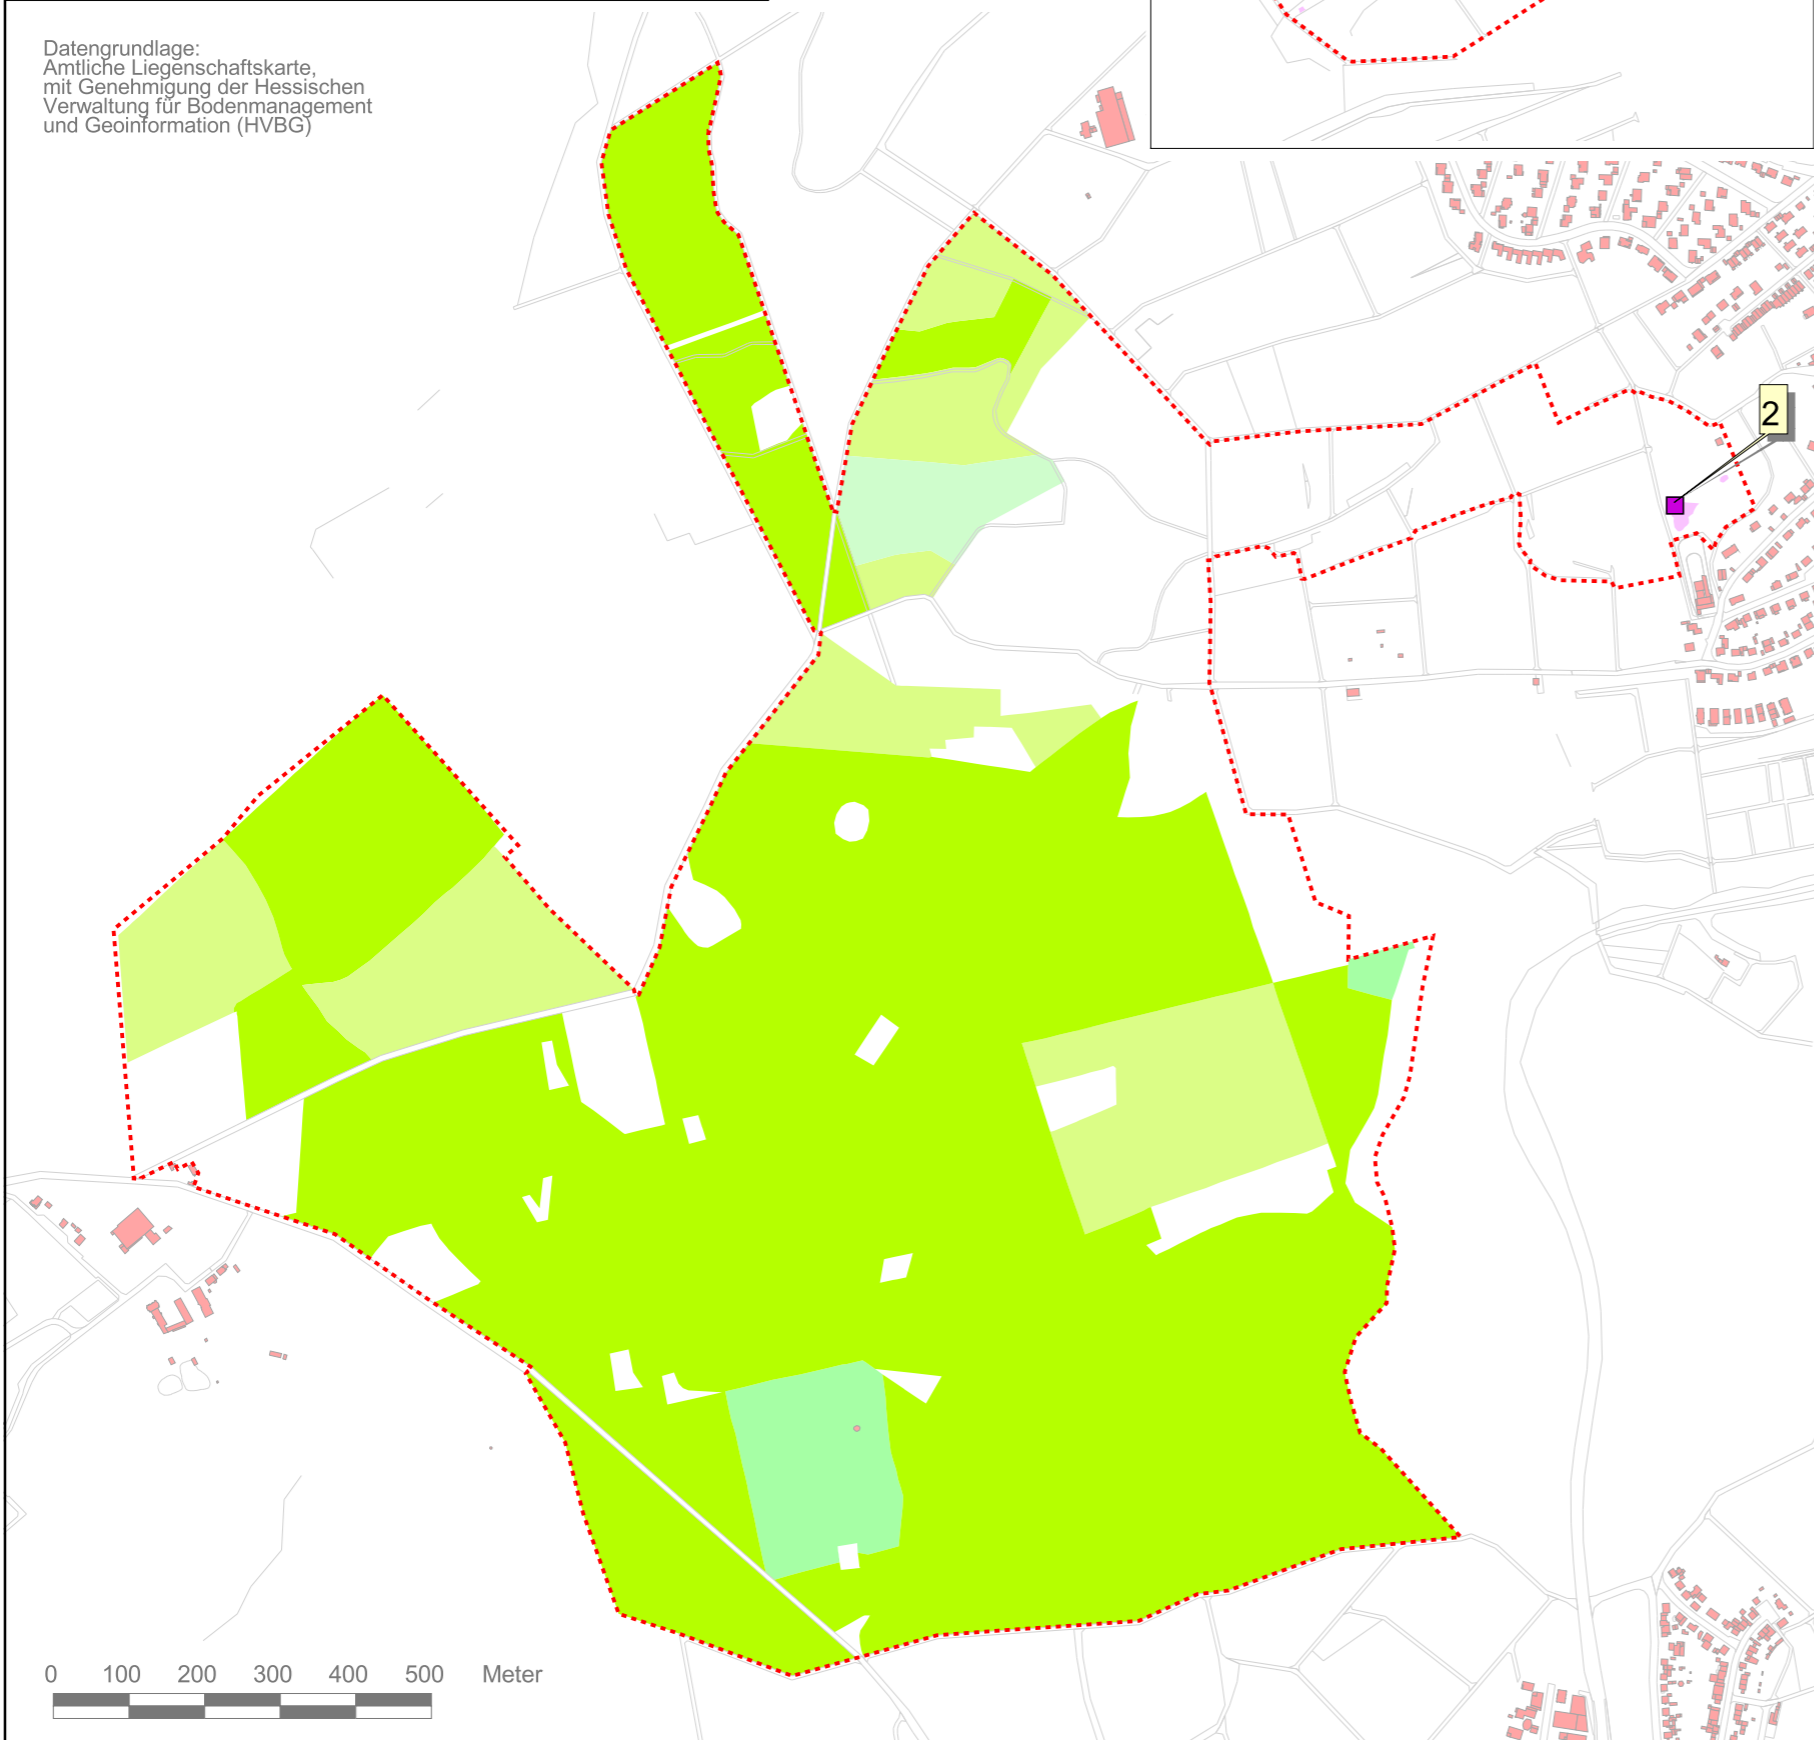 Datengrundlage:
Amtliche Liegenschaftskarte,
mit Genehmigung der Hessischen
Verwaltung für Bodenmanagement
und Geoinformation (HVBG)
2
0 100 200 300 400 500 Meter